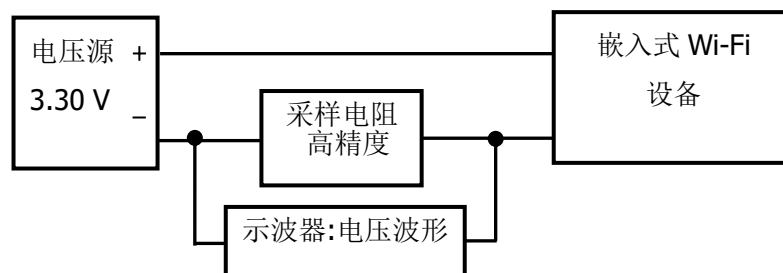 电压源 +
3.30 V
−
采样电阻
高精度
示波器:电压波形
嵌入式 Wi-Fi
设备